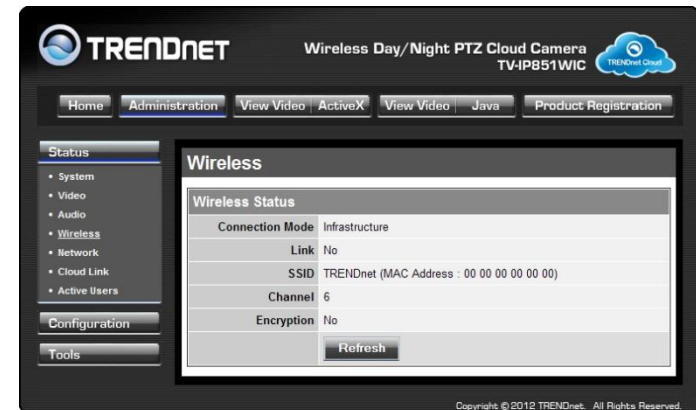 TRENDNET
Wireless Day/Night PTZ Cloud Camera
TV-IP851WIC
TRENDnet Cloud
Home Administration View Video | ActiveX View Video | Java Product Registration
Status
• System
• Video
• Audio
• Wireless
• Network
• Cloud Link
• Active Users
Configuration
Tools
Wireless
Wireless Status
Connection Mode Infrastructure
Link No
SSID TRENDnet (MAC Address : 00 00 00 00 00 00)
Channel 6
Encryption No
Refresh
Copyright © 2012 TRENDnet. All Rights Reserved.